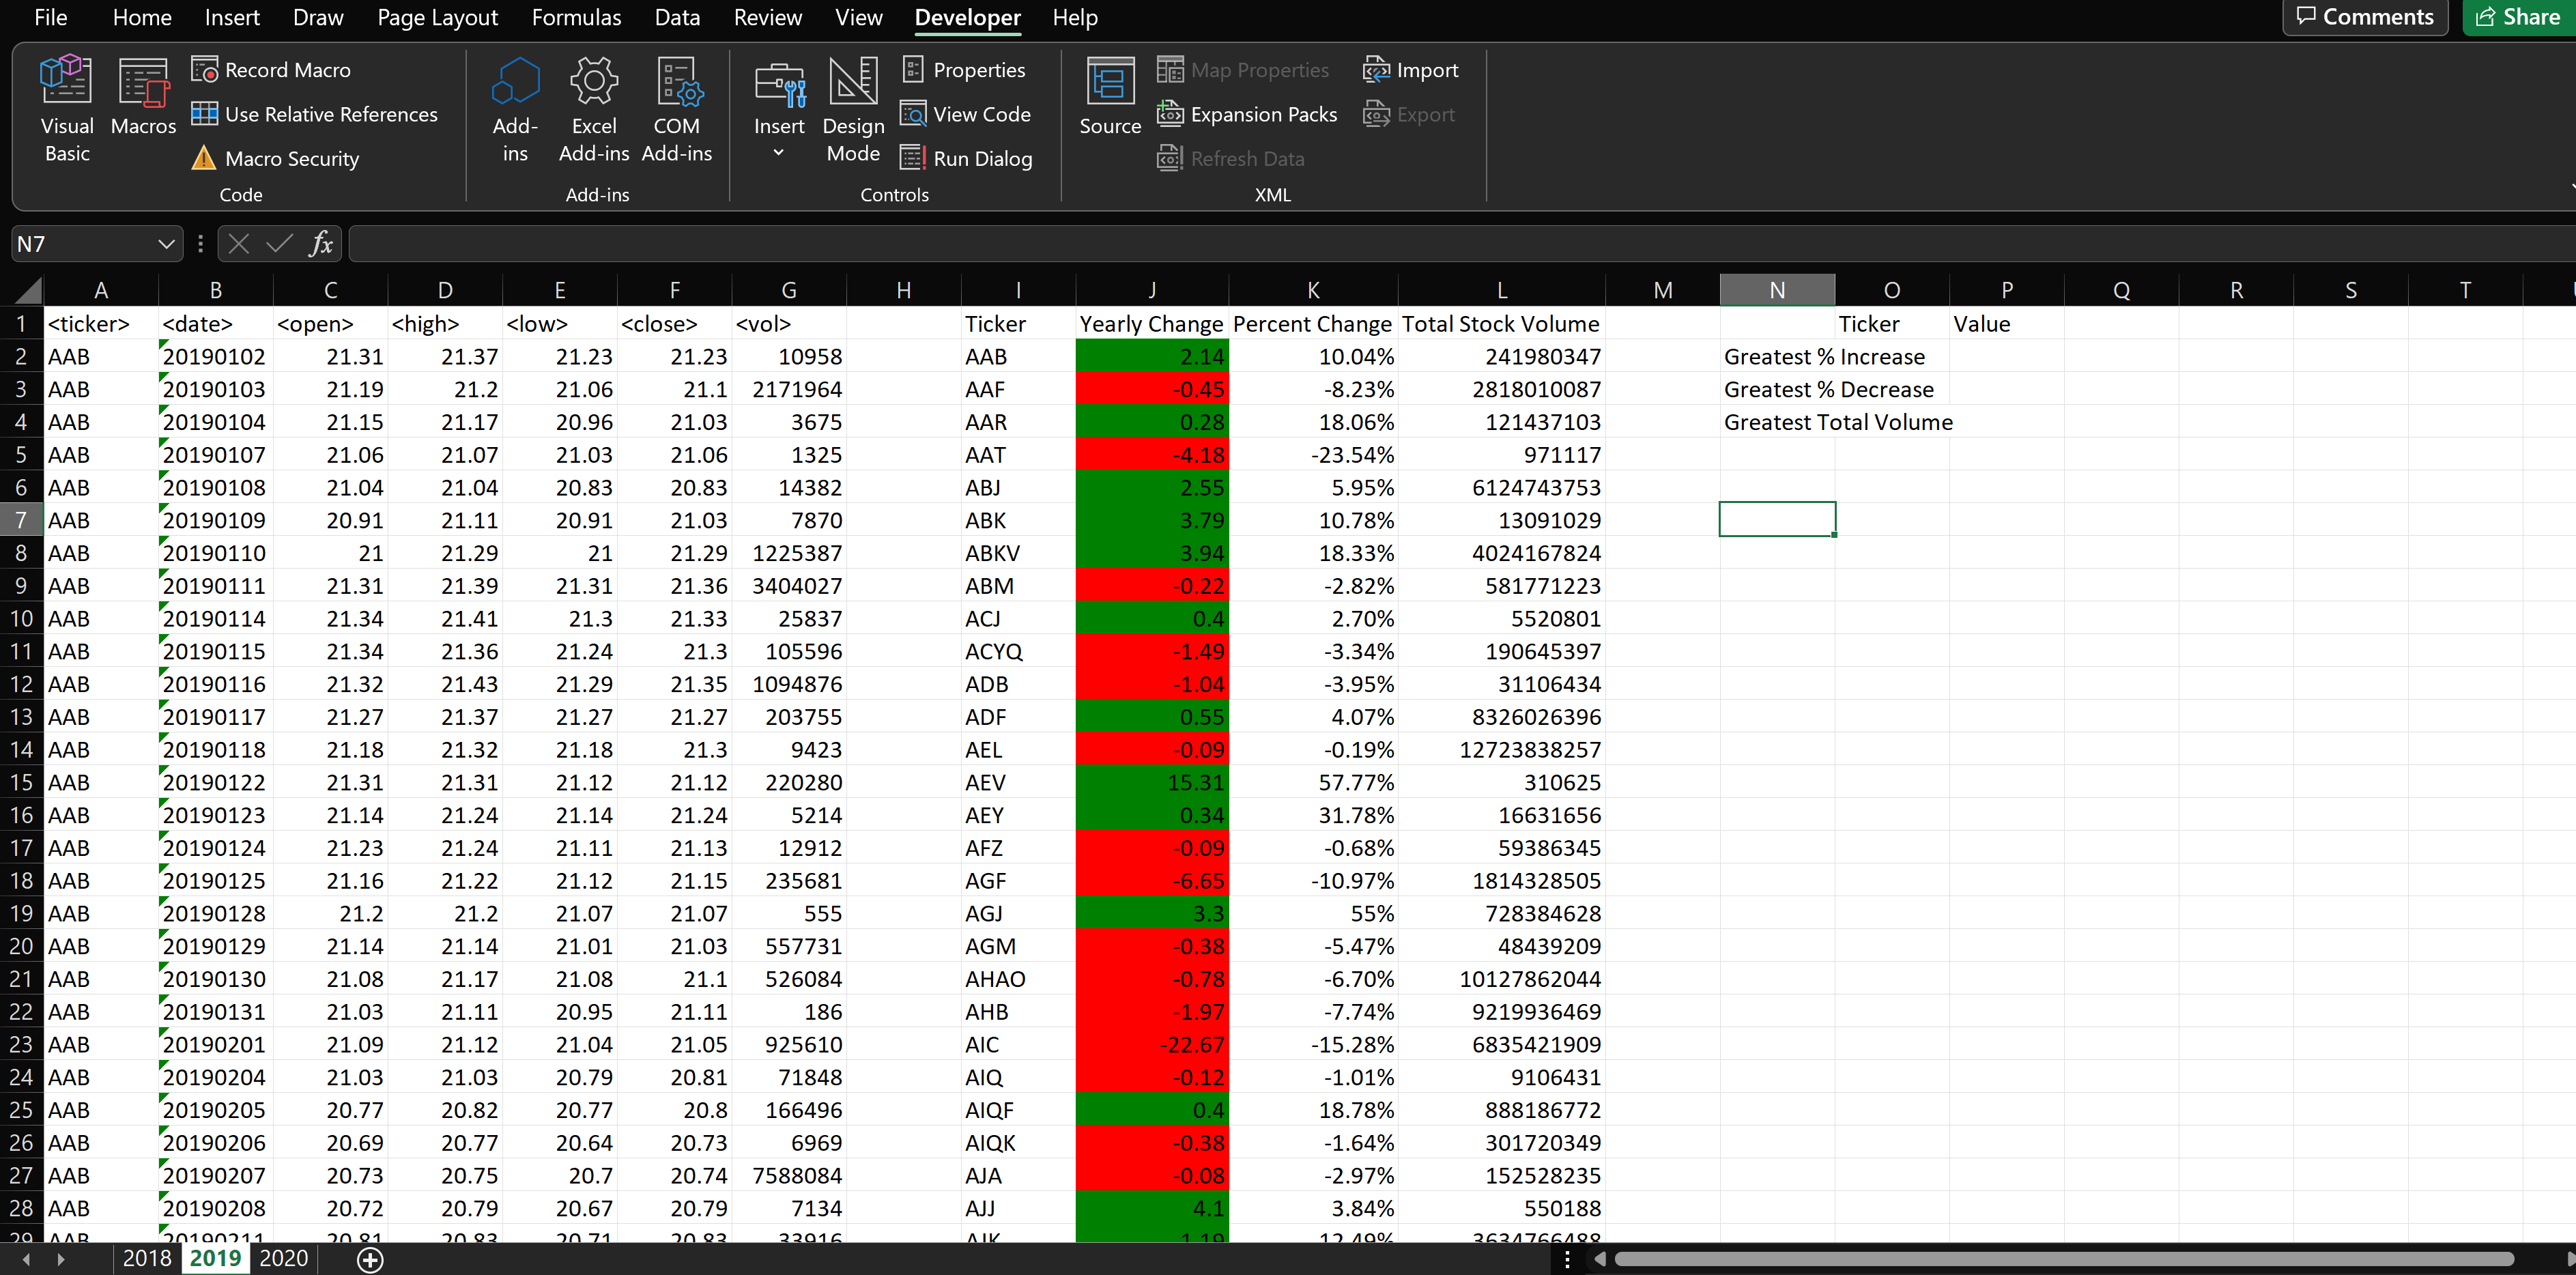 File Home Insert Draw Page Layout Formulas Data Review View Developer Help Comments Share
Visual Basic Macros Record Macro Use Relative References Macro Security Code
Add-ins Excel Add-ins COM Add-ins Add-ins
Insert Design Mode Properties View Code Run Dialog Controls
Source Map Properties Expansion Packs Refresh Data Import Export XML
N7 fx
A B C D E F G H I J K L M N O P Q R S T
1 <ticker> <date> <open> <high> <low> <close> <vol> Ticker Yearly Change Percent Change Total Stock Volume Ticker Value
2 AAB 20190102 21.31 21.37 21.23 21.23 10958 AAB 2.14 10.04% 241980347 Greatest % Increase
3 AAB 20190103 21.19 21.2 21.06 21.1 2171964 AAF -0.45 -8.23% 2818010087 Greatest % Decrease
4 AAB 20190104 21.15 21.17 20.96 21.03 3675 AAR 0.28 18.06% 121437103 Greatest Total Volume
5 AAB 20190107 21.06 21.07 21.03 21.06 1325 AAT -4.18 -23.54% 971117
6 AAB 20190108 21.04 21.04 20.83 20.83 14382 ABJ 2.55 5.95% 6124743753
7 AAB 20190109 20.91 21.11 20.91 21.03 7870 ABK 3.79 10.78% 13091029
8 AAB 20190110 21 21.29 21 21.29 1225387 ABKV 3.94 18.33% 4024167824
9 AAB 20190111 21.31 21.39 21.31 21.36 3404027 ABM -0.22 -2.82% 581771223
10 AAB 20190114 21.34 21.41 21.3 21.33 25837 ACJ 0.4 2.70% 5520801
11 AAB 20190115 21.34 21.36 21.24 21.3 105596 ACYQ -1.49 -3.34% 190645397
12 AAB 20190116 21.32 21.43 21.29 21.35 1094876 ADB -1.04 -3.95% 31106434
13 AAB 20190117 21.27 21.37 21.27 21.27 203755 ADF 0.55 4.07% 8326026396
14 AAB 20190118 21.18 21.32 21.18 21.3 9423 AEL -0.09 -0.19% 12723838257
15 AAB 20190122 21.31 21.31 21.12 21.12 220280 AEV 15.31 57.77% 310625
16 AAB 20190123 21.14 21.24 21.14 21.24 5214 AEY 0.34 31.78% 16631656
17 AAB 20190124 21.23 21.24 21.11 21.13 12912 AFZ -0.09 -0.68% 59386345
18 AAB 20190125 21.16 21.22 21.12 21.15 235681 AGF -6.65 -10.97% 1814328505
19 AAB 20190128 21.2 21.2 21.07 21.07 555 AGJ 3.3 55% 728384628
20 AAB 20190129 21.14 21.14 21.01 21.03 557731 AGM -0.38 -5.47% 48439209
21 AAB 20190130 21.08 21.17 21.08 21.1 526084 AHAO -0.78 -6.70% 10127862044
22 AAB 20190131 21.03 21.11 20.95 21.11 186 AHB -1.97 -7.74% 9219936469
23 AAB 20190201 21.09 21.12 21.04 21.05 925610 AIC -22.67 -15.28% 6835421909
24 AAB 20190204 21.03 21.03 20.79 20.81 71848 AIQ -0.12 -1.01% 9106431
25 AAB 20190205 20.77 20.82 20.77 20.8 166496 AIQF 0.4 18.78% 888186772
26 AAB 20190206 20.69 20.77 20.64 20.73 6969 AIQK -0.38 -1.64% 301720349
27 AAB 20190207 20.73 20.75 20.7 20.74 7588084 AJA -0.08 -2.97% 152528235
28 AAB 20190208 20.72 20.79 20.67 20.79 7134 AJJ 4.1 3.84% 550188
29 AAB 20190211 20.81 20.83 20.71 20.83 33916 AJK 1.19 12.49% 3634766488
2018 2019 2020